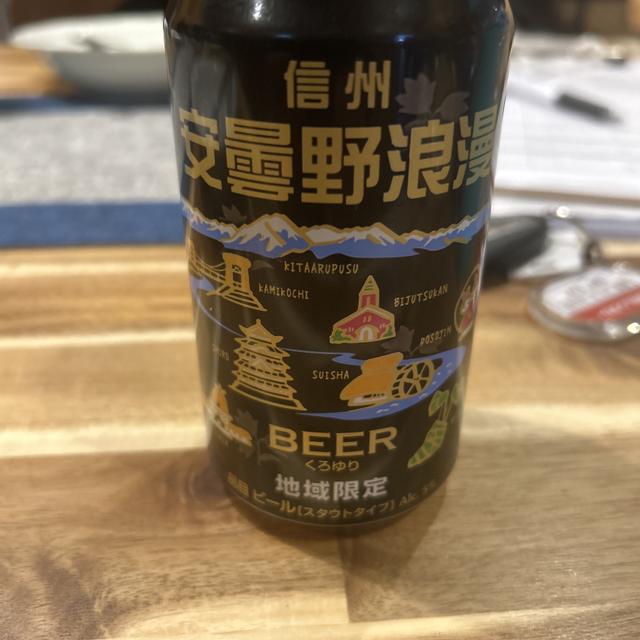 信州
安曇野浪漫
KITAARUPUSU
KAMIKOCHI
BIJUTSUKAN
DOSOJIN
SUISHA
BEER
くろゆり
地域限定
ビール(スタウトタイプ) Alc.